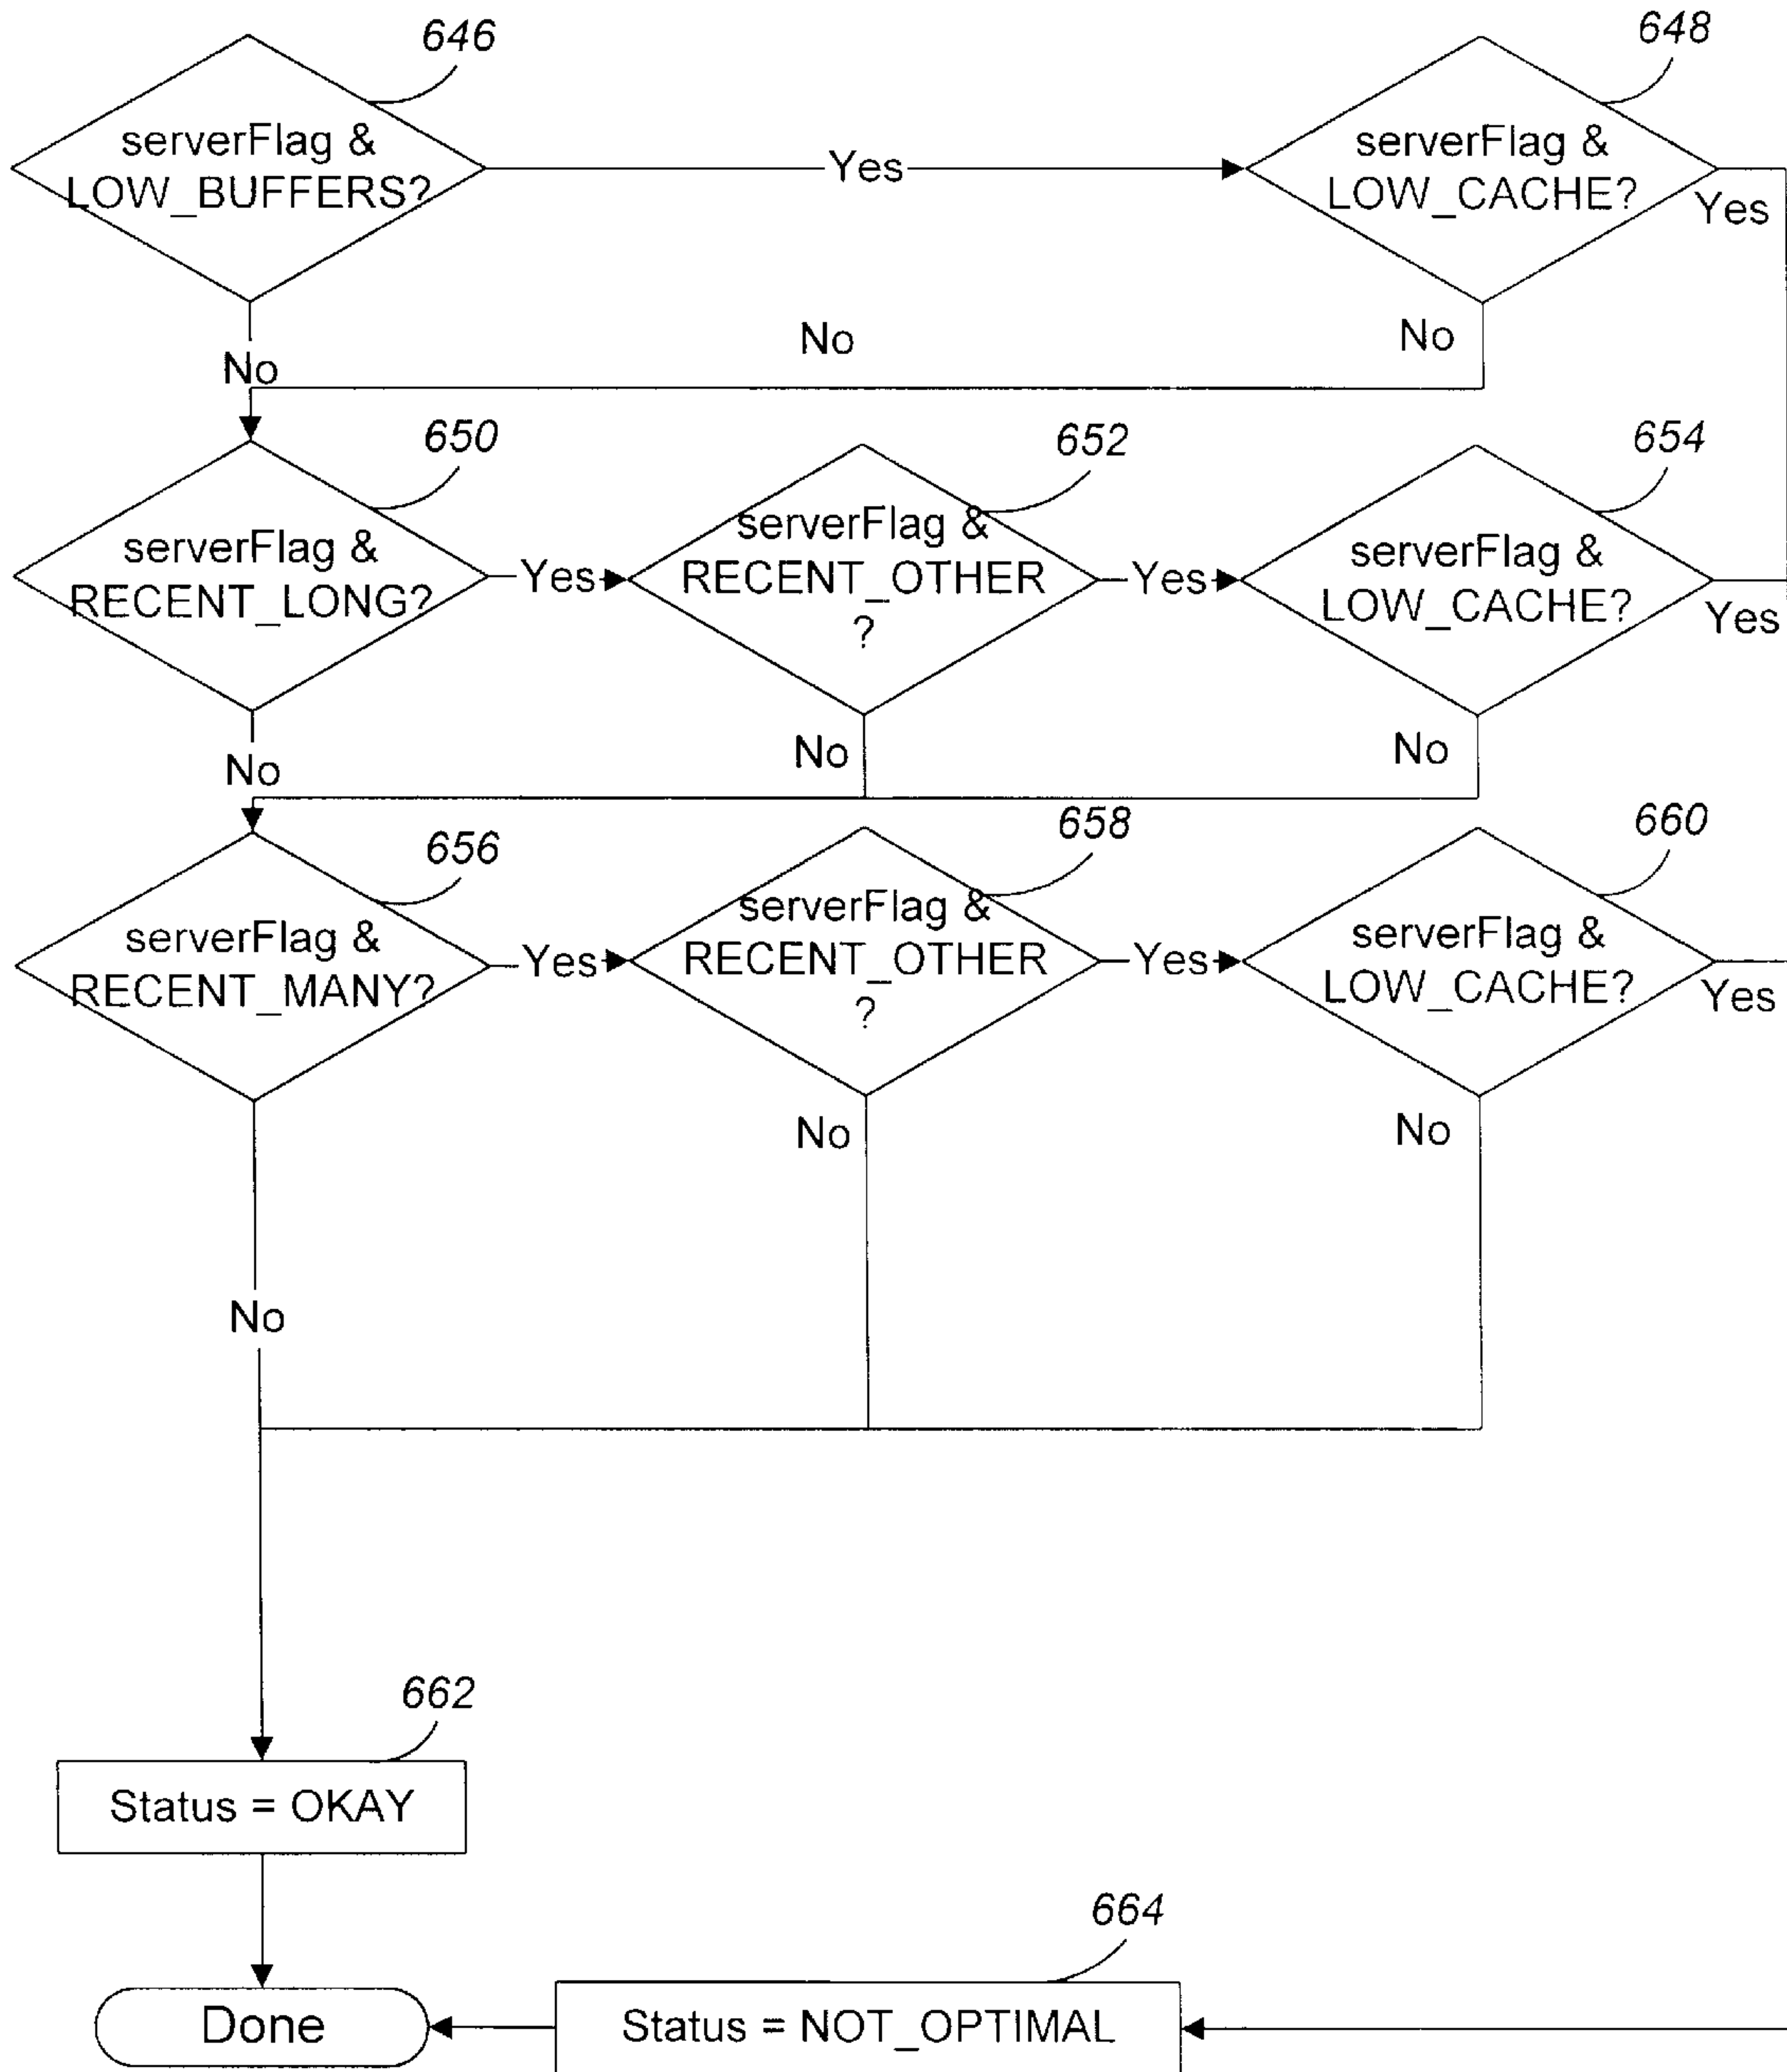 646
648
serverFlag &
LOW_BUFFERS?
Yes
serverFlag &
LOW_CACHE?
Yes
No
No
No
650
652
654
serverFlag &
RECENT_LONG?
Yes
serverFlag &
RECENT_OTHER
?
Yes
serverFlag &
LOW_CACHE?
Yes
No
No
No
656
658
660
serverFlag &
RECENT_MANY?
Yes
serverFlag &
RECENT_OTHER
?
Yes
serverFlag &
LOW_CACHE?
Yes
No
No
No
662
Status = OKAY
664
Done
Status = NOT_OPTIMAL